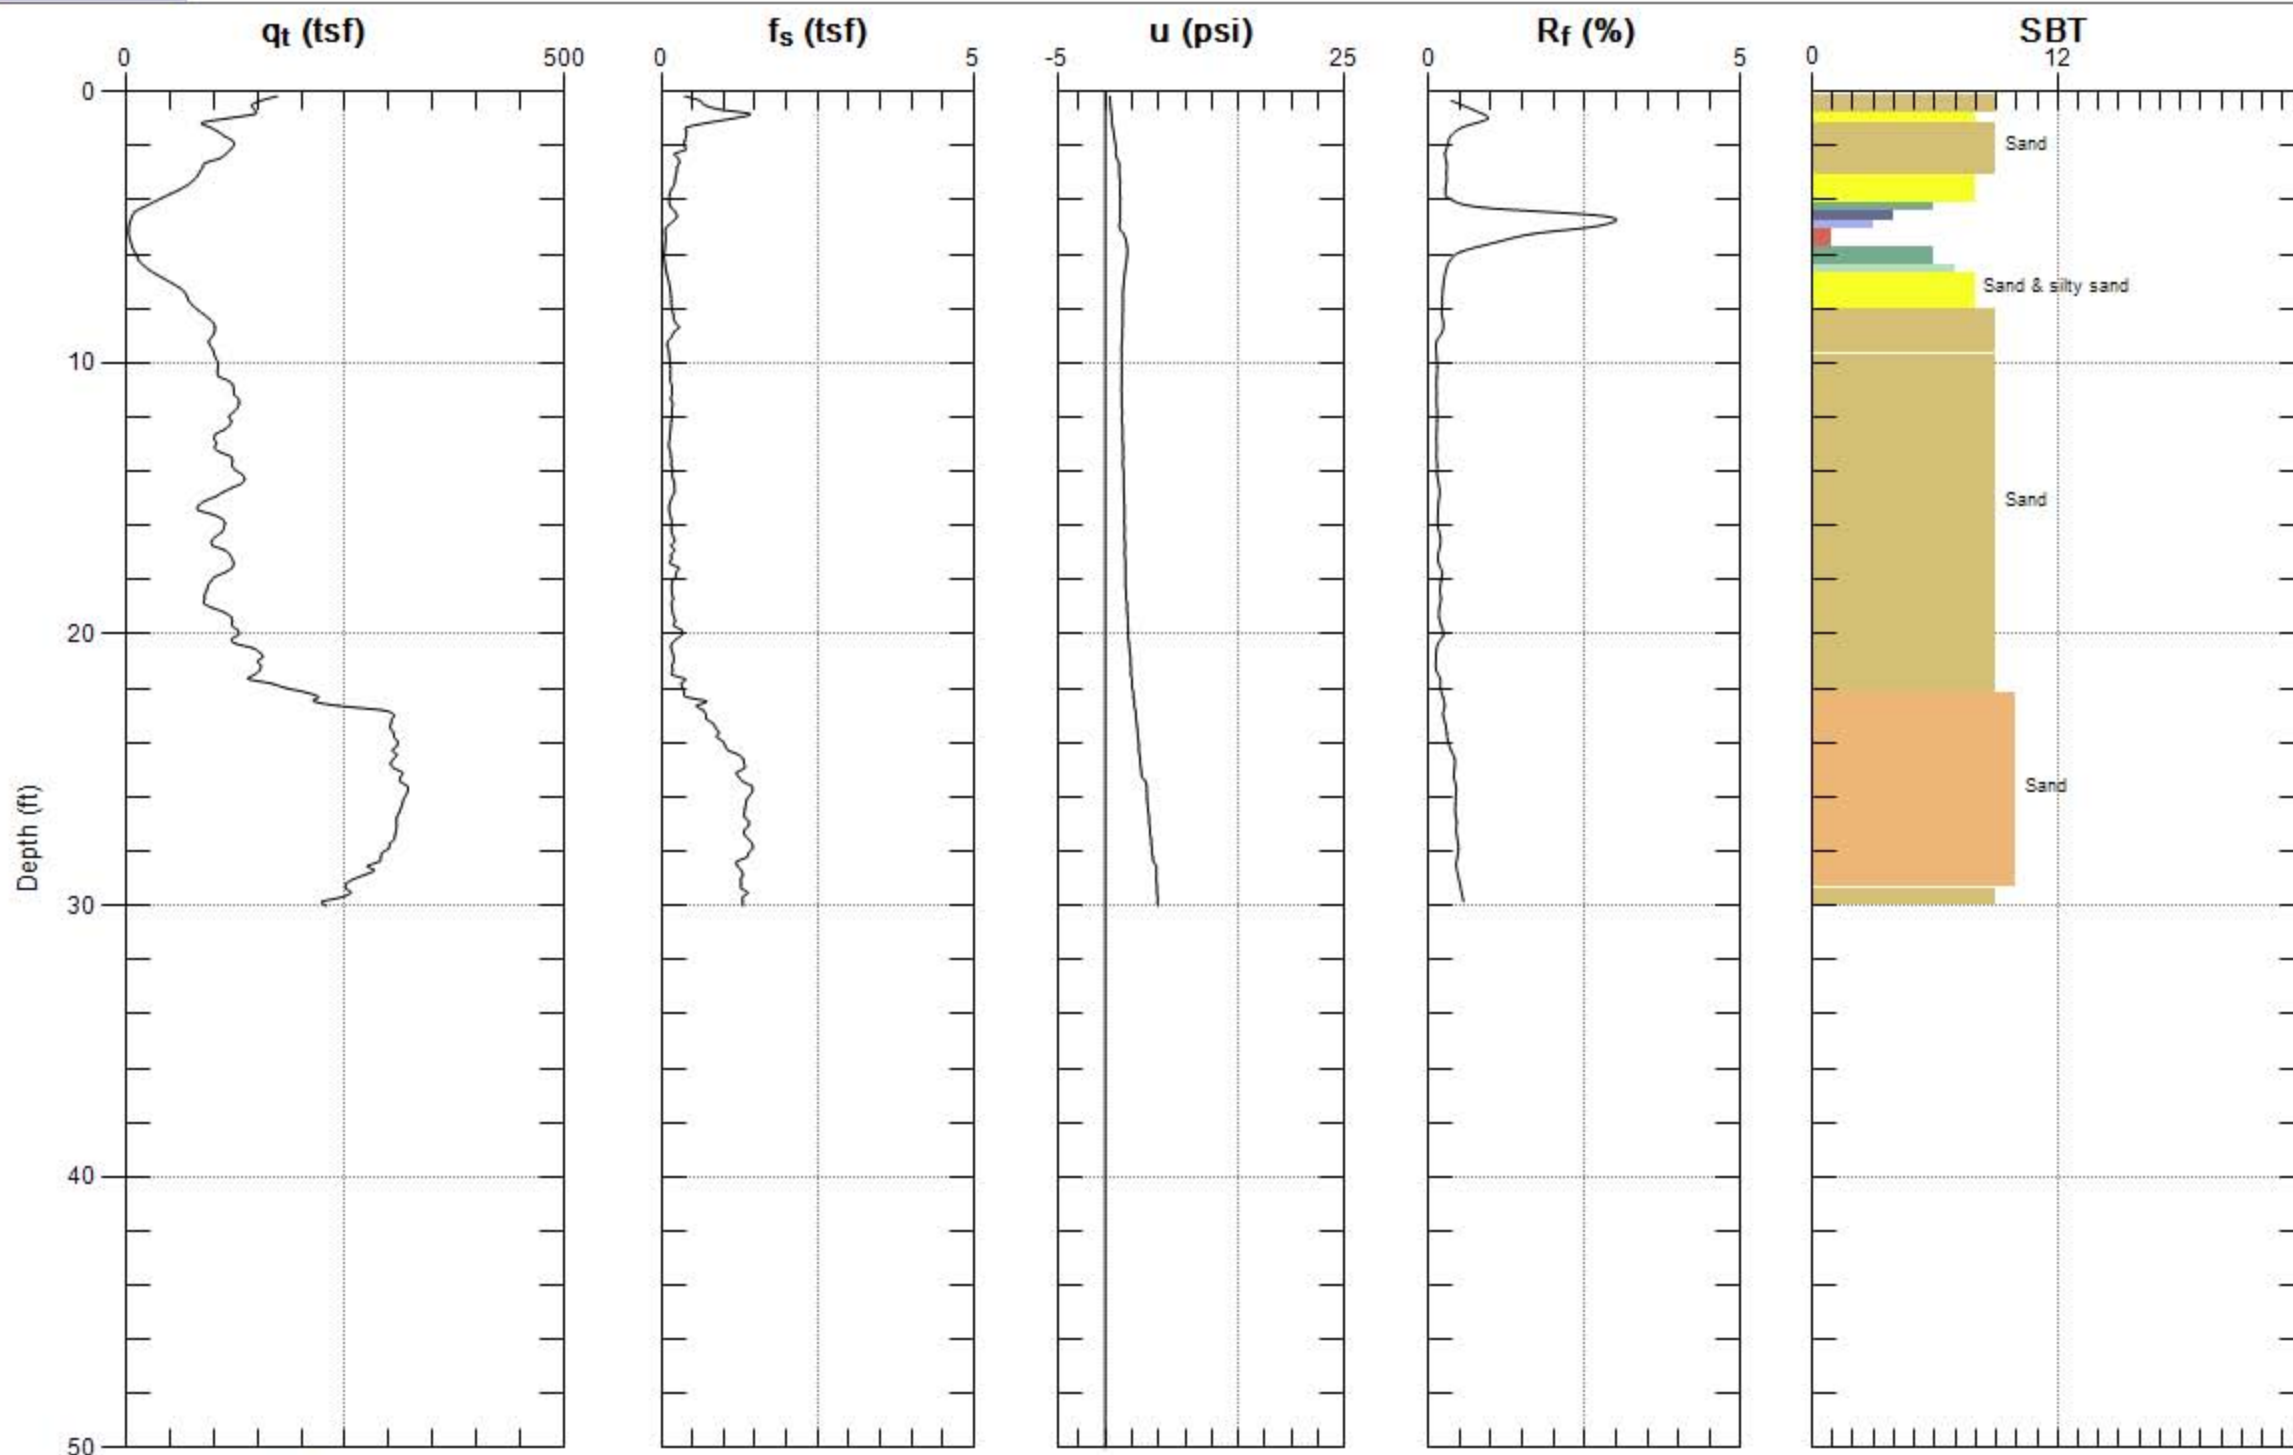 qt (tsf) fs (tsf) u (psi) Rf (%) SBT
0 500 0 5 -5 25 0 5 0 12
0
Sand
Sand & silty sand
10
Sand
20
Sand
Depth (ft)
30
40
50